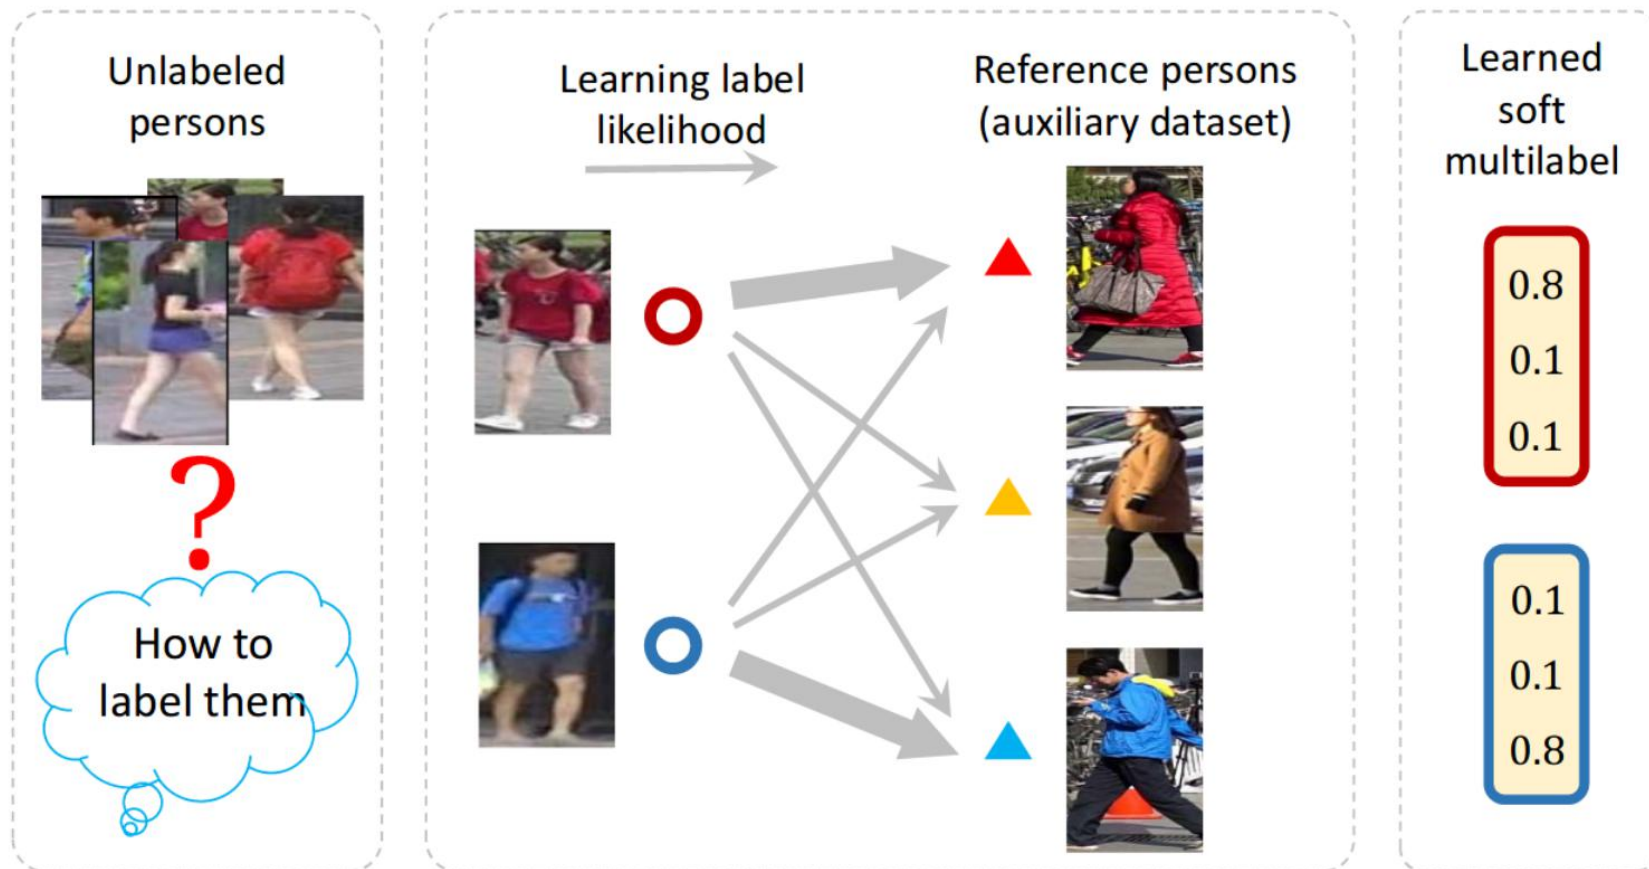 Unlabeled
persons
How to
label them
Learning label
likelihood
Reference persons
(auxiliary dataset)
Learned
soft
multilabel
0.8
0.1
0.1
0.1
0.1
0.8
?